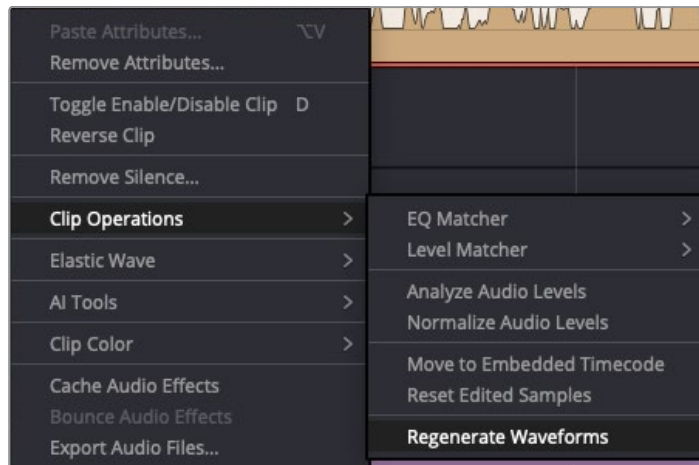 Paste Attributes... ⌥V
Remove Attributes...
Toggle Enable/Disable Clip D
Reverse Clip
Remove Silence...
Clip Operations >
Elastic Wave >
AI Tools >
Clip Color >
Cache Audio Effects
Bounce Audio Effects
Export Audio Files...
EQ Matcher >
Level Matcher >
Analyze Audio Levels
Normalize Audio Levels
Move to Embedded Timecode
Reset Edited Samples
Regenerate Waveforms